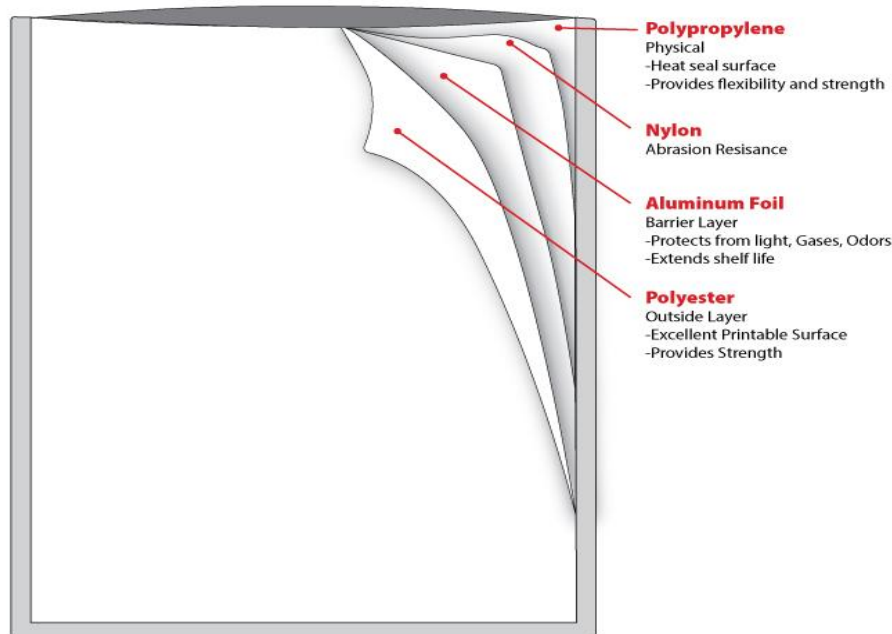 Polypropylene
Physical
-Heat seal surface
-Provides flexibility and strength
Nylon
Abrasion Resisance
Aluminum Foil
Barrier Layer
-Protects from light, Gases, Odors
-Extends shelf life
Polyester
Outside Layer
-Excellent Printable Surface
-Provides Strength